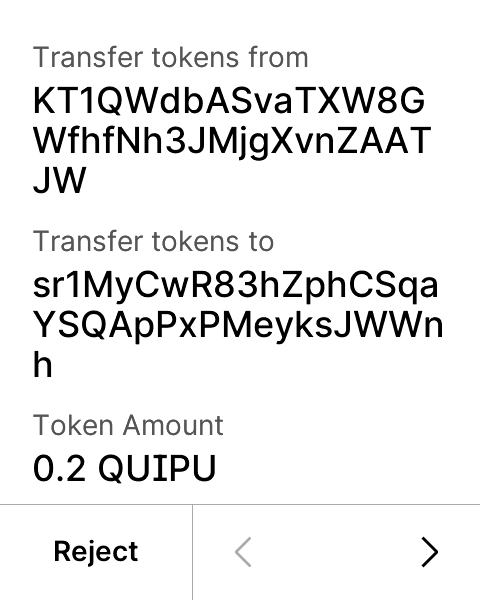 Transfer tokens from
KT1QWdbASvaTXW8G
WfhfNh3JMjgXvnZAAT
JW
Transfer tokens to
sr1MyCwR83hZphCSqa
YSQApPxPMeyksJWWn
h
Token Amount
0.2 QUIPU
Reject